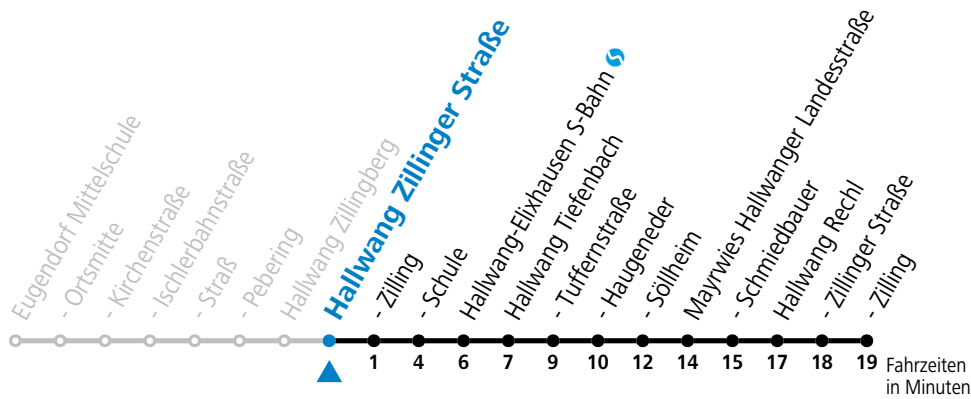 Eugendorf Mittelschule
- Ortsmitte
- Kirchenstraße
- Ischlerbahnstraße
- Straß
- Pebering
Hallwang Zillingberg
Hallwang Zillinger Straße
- Zilling
- Schule
Hallwang-Elixhausen S-Bahn
Hallwang Tiefenbach
- Tuffernstraße
- Haugeneder
- Söllheim
Mayrwies Hallwanger Landesstraße
- Schmiedbauer
Hallwang Rechl
- Zillinger Straße
- Zilling
1 4 6 7 9 10 12 14 15 17 18 19 Fahrzeiten
in Minuten